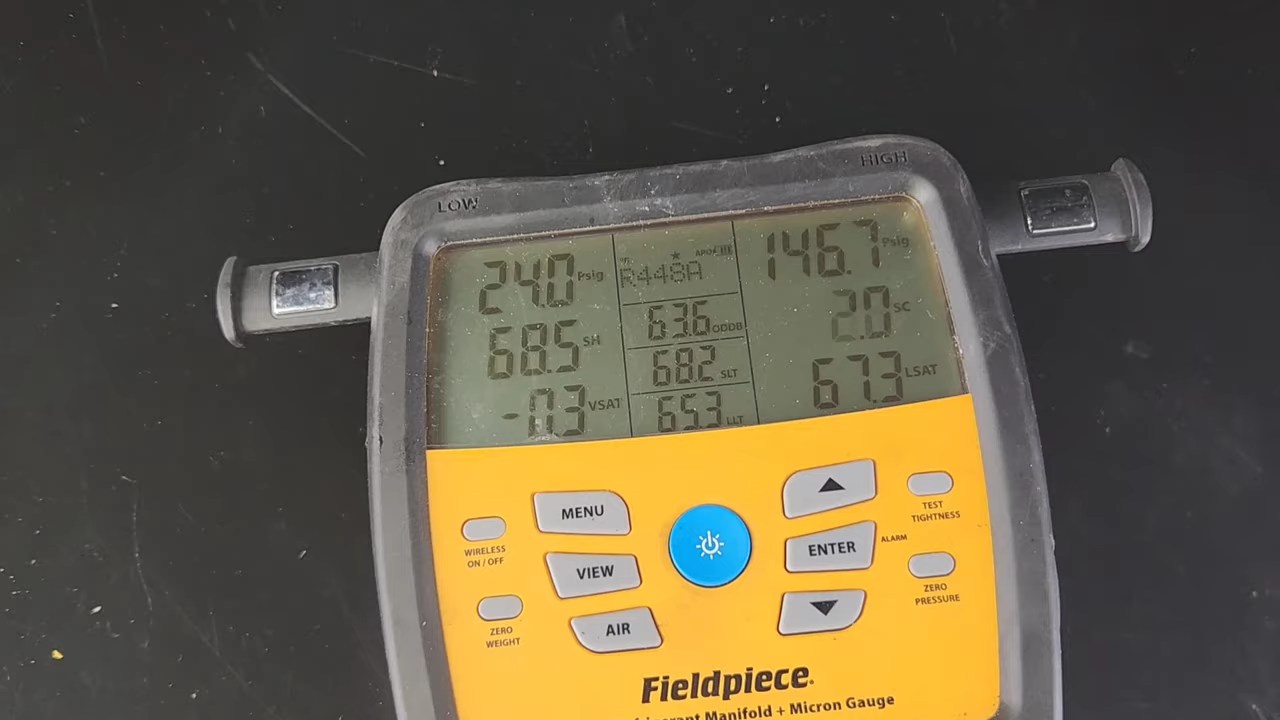 LOW
HIGH
24.0 Psig
68.5 SH
-0.3 VSAT
R448A
63.6 ODDB
68.2 SLT
65.3 LLT
146.7 Psig
2.0 SC
67.3 LSAT
MENU
VIEW
AIR
WIRELESS
ON / OFF
ZERO
WEIGHT
ENTER
ALARM
TEST
TIGHTNESS
ZERO
PRESSURE
Fieldpiece
Manifold + Micron Gauge